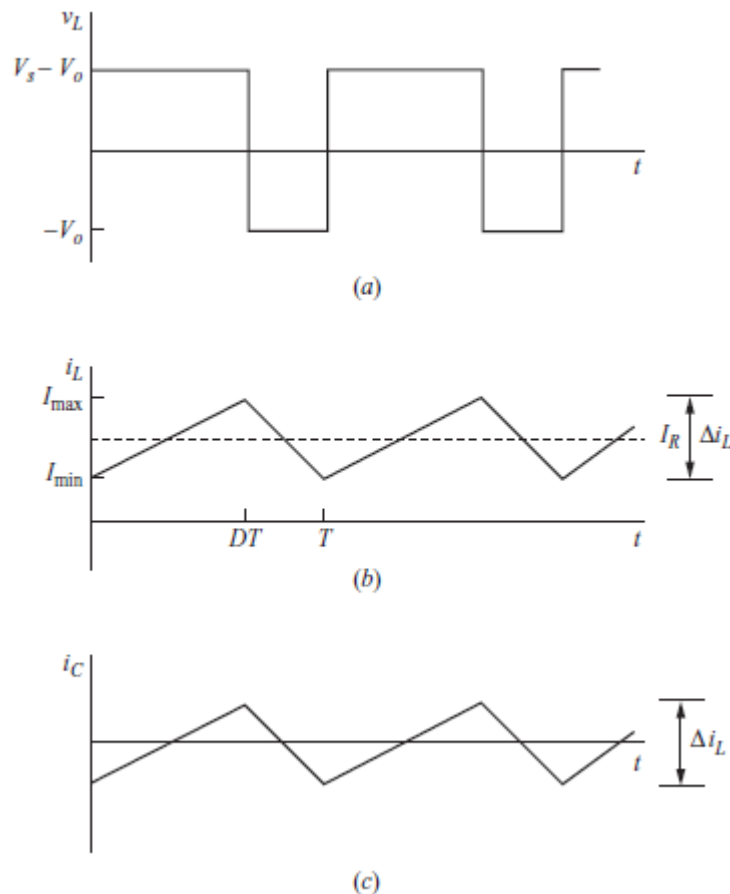 v_L
V_s – V_o
t
–V_o
(a)
i_L
I_max
I_R Δi_L
I_min
DT T t
(b)
i_C
Δi_L
t
(c)